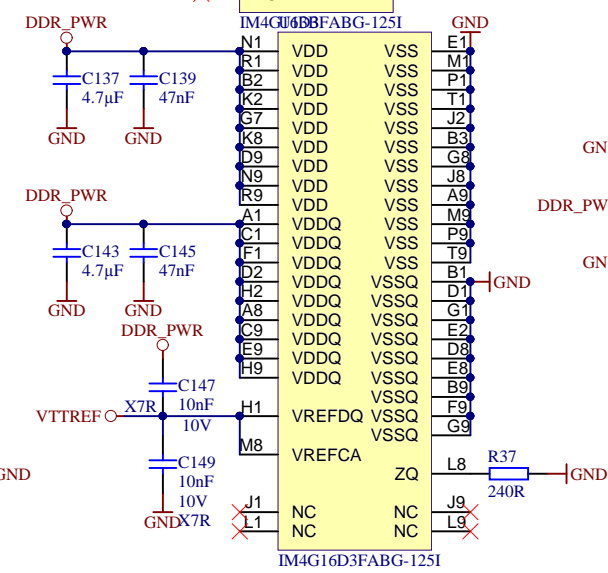 IM4G16D3FABG-125I
U16B
GND
DDR_PWR
C137
4.7µF
GND
C139
47nF
GND
DDR_PWR
C143
4.7µF
GND
C145
47nF
GND
DDR_PWR
C147
10nF
10V
X7R
VTTREF
C149
10nF
10V
X7R
GND
GND
N1 VDD VSS E1
R1 VDD VSS M1
B2 VDD VSS P1
K2 VDD VSS T1
G7 VDD VSS J2
K8 VDD VSS B3
D9 VDD VSS G8
N9 VDD VSS J8
R9 VDD VSS A9
A1 VDDQ VSS M9
C1 VDDQ VSS P9
F1 VDDQ VSS T9
D2 VDDQ VSSQ B1 GND
H2 VDDQ VSSQ D1
A8 VDDQ VSSQ G1
C9 VDDQ VSSQ E2
E9 VDDQ VSSQ D8
H9 VDDQ VSSQ E8
VSSQ B9
H1 VREFDQ VSSQ F9
VSSQ G9
M8 VREFCA
ZQ L8
R37
240R
GND
J1 NC NC J9
L1 NC NC L9
IM4G16D3FABG-125I
GN
DDR_PW
GN